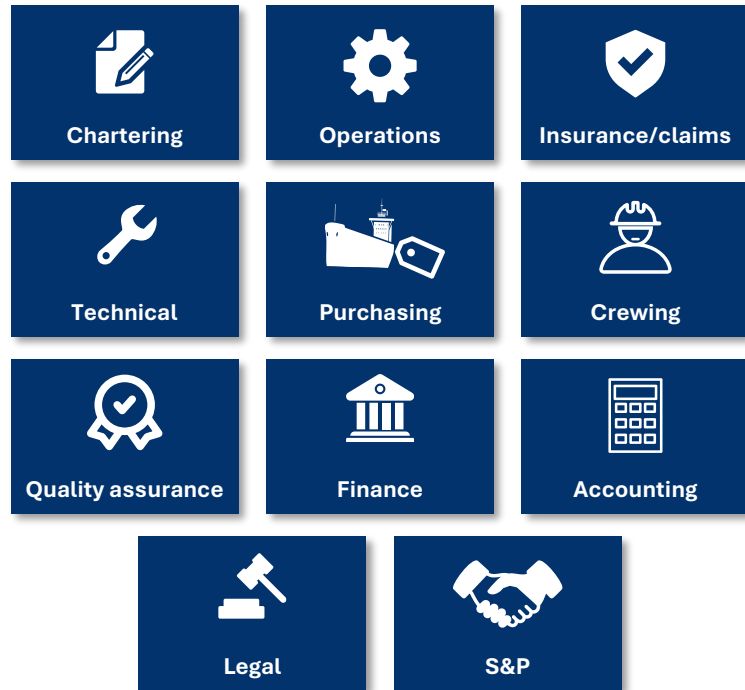 Chartering
Operations
Insurance/claims
Technical
Purchasing
Crewing
Quality assurance
Finance
Accounting
Legal
S&P